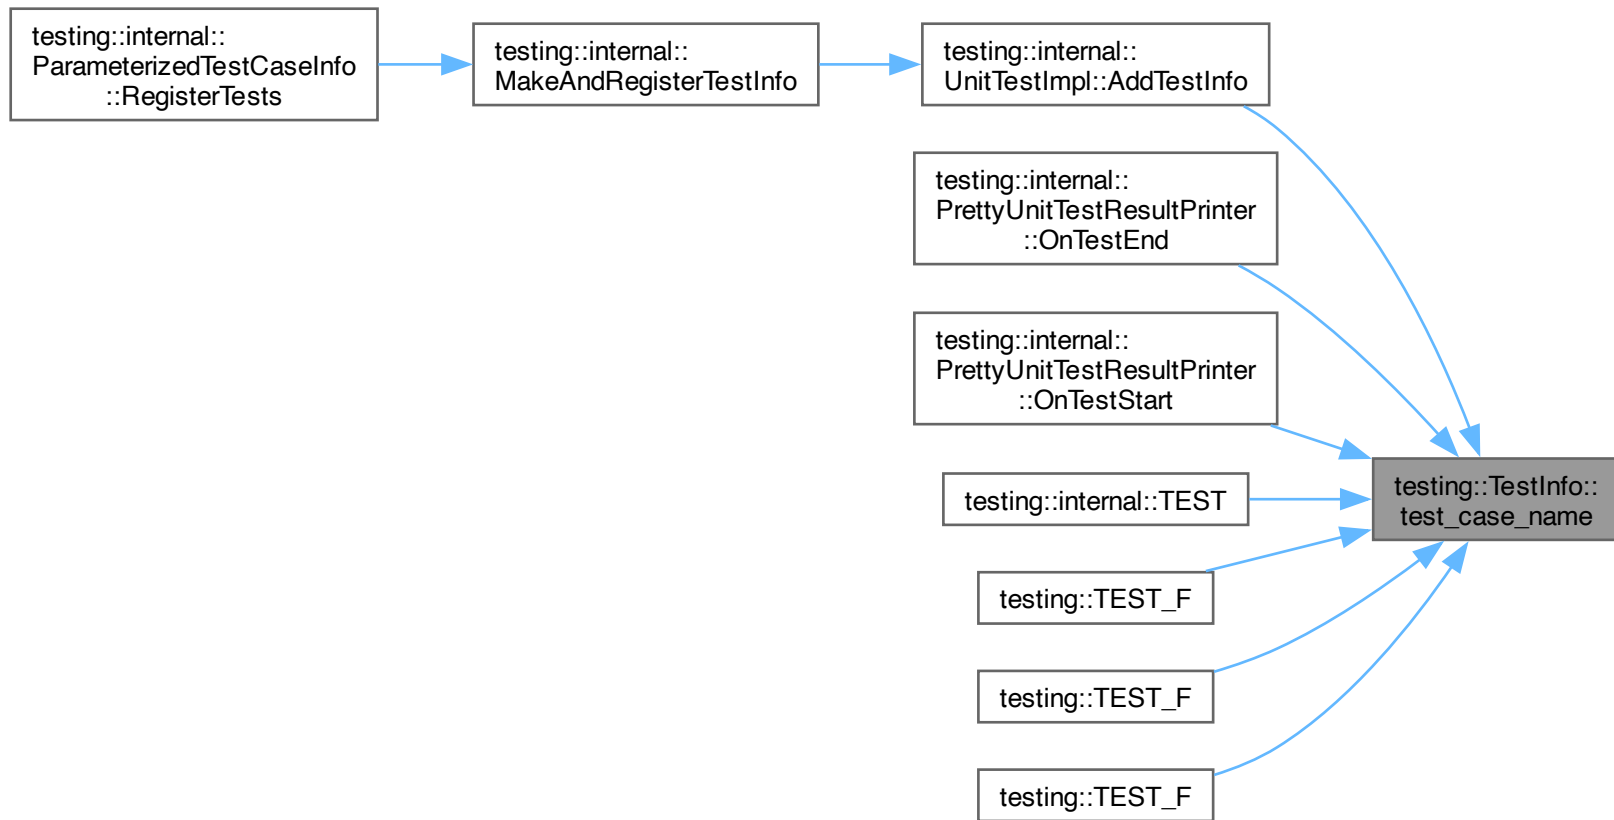 testing::internal::
ParameterizedTestCaseInfo
::RegisterTests
testing::internal::
MakeAndRegisterTestInfo
testing::internal::
UnitTestImpl::AddTestInfo
testing::internal::
PrettyUnitTestResultPrinter
::OnTestEnd
testing::internal::
PrettyUnitTestResultPrinter
::OnTestStart
testing::internal::TEST
testing::TEST_F
testing::TEST_F
testing::TEST_F
testing::TestInfo::
test_case_name